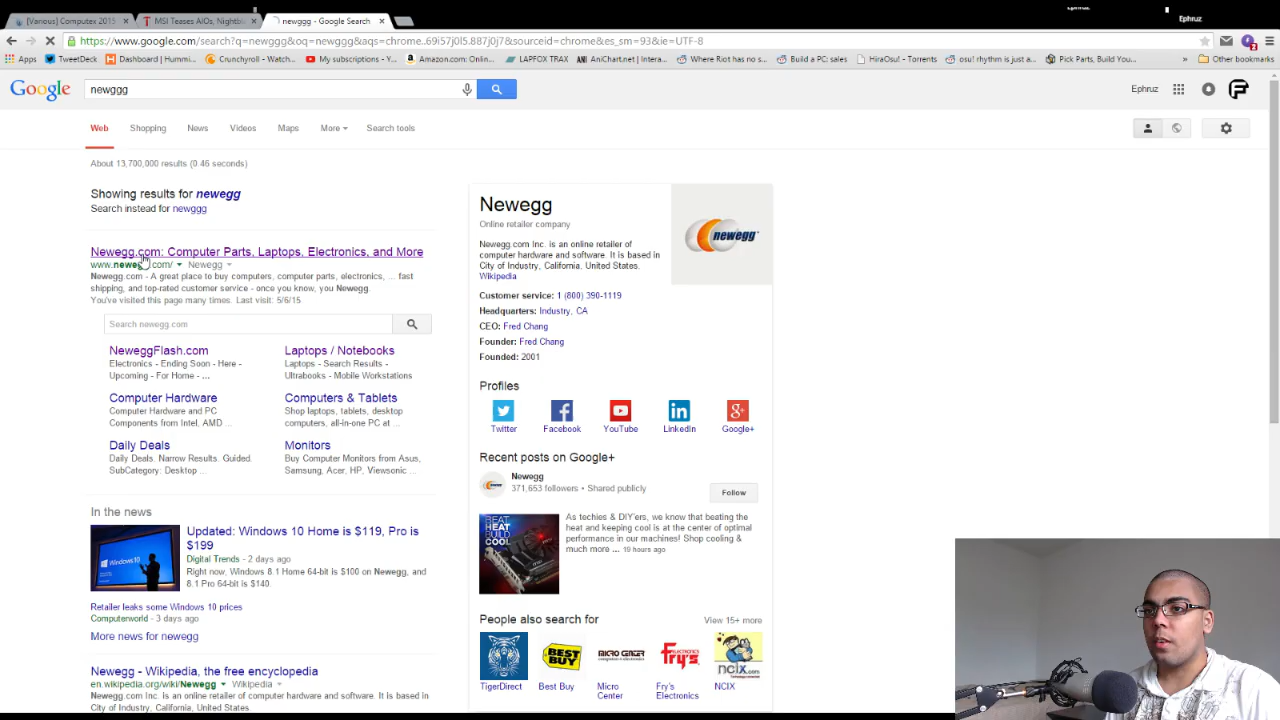 Ephruz
Ephruz
[Various] Computex 2015
MSI Teases AIOs, Nightbl
newggg - Google Search
https://www.google.com/search?q=newggg&oq=newggg&aqs=chrome..69i57j0l5.887j0j7&sourceid=chrome&es_sm=93&ie=UTF-8
Apps TweetDeck Dashboard | Hummi... Crunchyroll - Watch... My subscriptions - Y... Amazon.com: Onlin... LAPFOX TRAX AniChart.net | Intera... Where Riot has no s... Build a PC: sales HiraOsu! - Torrents osu! rhythm is just a... Pick Parts, Build You... » Other bookmarks
Google newggg Ephruz
Web Shopping News Videos Maps More Search tools
About 13,700,000 results (0.46 seconds)
Showing results for newegg
Search instead for newggg
Newegg.com: Computer Parts, Laptops, Electronics, and More
www.newegg.com/ Newegg
Newegg.com - A great place to buy computers, computer parts, electronics, ... fast
shipping, and top-rated customer service - once you know, you Newegg.
You've visited this page many times. Last visit: 5/6/15
Search newegg.com
NeweggFlash.com
Electronics - Ending Soon - Here -
Upcoming - For Home - ...
Laptops / Notebooks
Laptops - Search Results -
Ultrabooks - Mobile Workstations
Computer Hardware
Computer Hardware and PC
Components from Intel, AMD ...
Computers & Tablets
Shop laptops, tablets, desktop
computers, all-in-one PC at ...
Daily Deals
Daily Deals. Narrow Results. Guided.
SubCategory: Desktop ...
Monitors
Buy Computer Monitors from Asus,
Samsung, Acer, HP, Viewsonic ...
In the news
Updated: Windows 10 Home is $119, Pro is
$199
Digital Trends - 2 days ago
Right now, Windows 8.1 Home 64-bit is $100 on Newegg, and
8.1 Pro 64-bit is $140.
Windows 10
Retailer leaks some Windows 10 prices
Computerworld - 3 days ago
More news for newegg
Newegg - Wikipedia, the free encyclopedia
en.wikipedia.org/wiki/Newegg Wikipedia
Newegg.com Inc. is an online retailer of computer hardware and software. It is based in
City of Industry, California, United States.
Newegg
Online retailer company
newegg
Newegg.com Inc. is an online retailer of
computer hardware and software. It is based in
City of Industry, California, United States.
Wikipedia
Customer service: 1 (800) 390-1119
Headquarters: Industry, CA
CEO: Fred Chang
Founder: Fred Chang
Founded: 2001
Profiles
Twitter Facebook YouTube LinkedIn Google+
Recent posts on Google+
Newegg
371,653 followers • Shared publicly
Follow
BEAT
HEAT
BUILD
COOL
As techies & DIY'ers, we know that beating the
heat and keeping cool is at the center of optimal
performance in our machines! Shop cooling &
much more ... 19 hours ago
People also search for View 15+ more
BEST BUY
MICRO CENTER
Fry's ELECTRONICS
ncix.com
TigerDirect Best Buy Micro Center Fry's Electronics NCIX